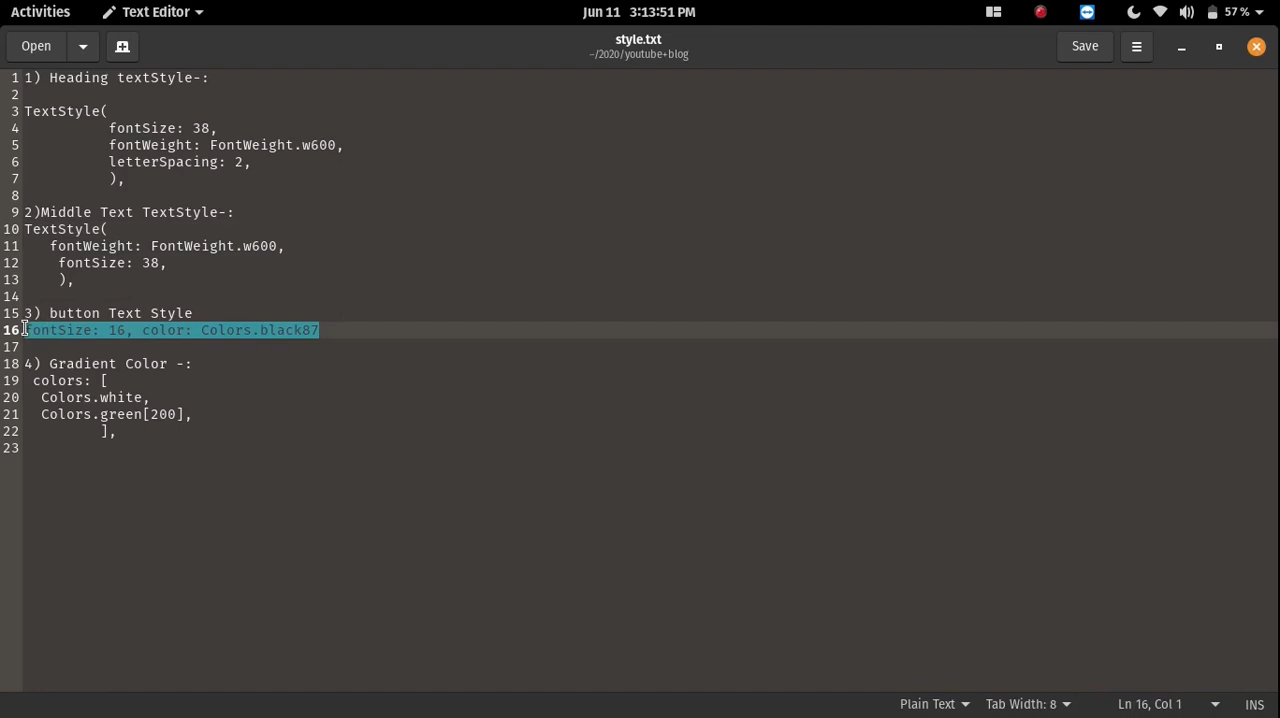 Activities Text Editor Jun 11 3:13:51 PM 57 %
Open style.txt Save
~/2020/youtube+blog
1 1) Heading textStyle-:
2
3 TextStyle(
4 fontSize: 38,
5 fontWeight: FontWeight.w600,
6 letterSpacing: 2,
7 ),
8
9 2)Middle Text TextStyle-:
10 TextStyle(
11 fontWeight: FontWeight.w600,
12 fontSize: 38,
13 ),
14
15 3) button Text Style
16 fontSize: 16, color: Colors.black87
17
18 4) Gradient Color -:
19 colors: [
20 Colors.white,
21 Colors.green[200],
22 ],
23
Plain Text Tab Width: 8 Ln 16, Col 1 INS